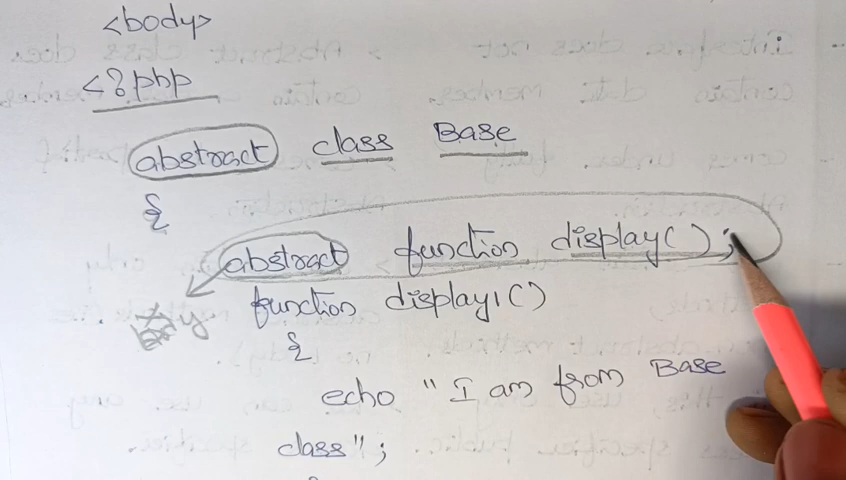 <body>
<?php
abstract class Base
{
abstract function display();
function display1()
{
echo "I am from Base
class";